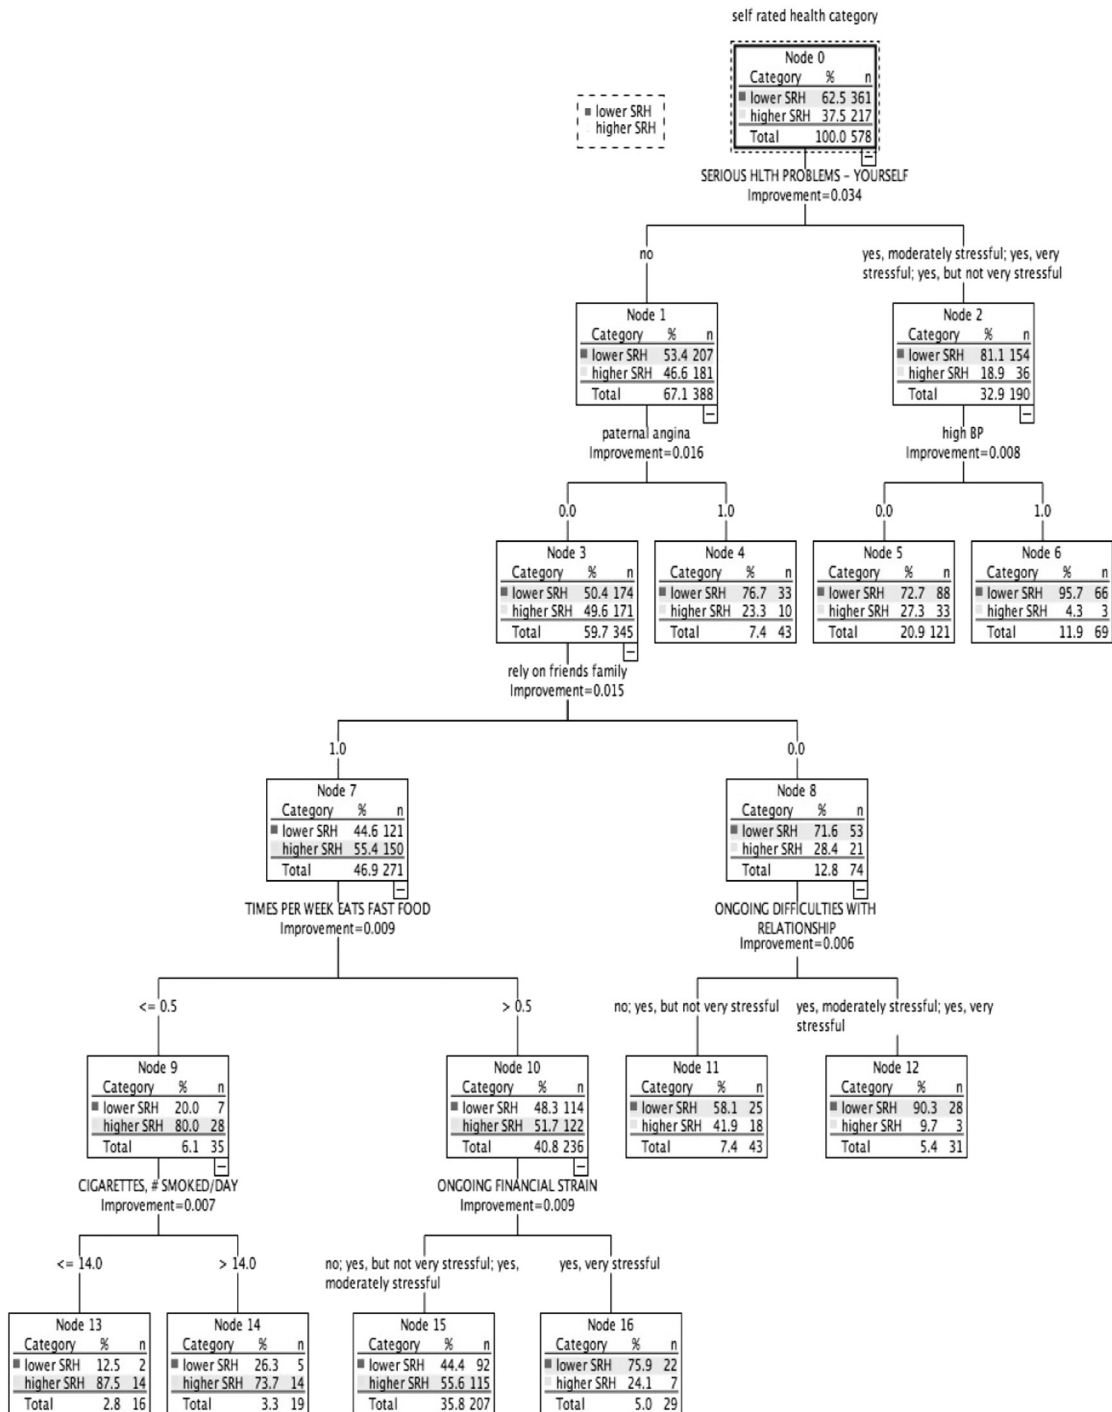 self rated health category
lower SRH
higher SRH
Node 0
Category % n
lower SRH 62.5 361
higher SRH 37.5 217
Total 100.0 578
SERIOUS HLTH PROBLEMS – YOURSELF
Improvement=0.034
no
yes, moderately stressful; yes, very
stressful; yes, but not very stressful
Node 1
Category % n
lower SRH 53.4 207
higher SRH 46.6 181
Total 67.1 388
Node 2
Category % n
lower SRH 81.1 154
higher SRH 18.9 36
Total 32.9 190
paternal angina
Improvement=0.016
high BP
Improvement=0.008
0.0
1.0
0.0
1.0
Node 3
Category % n
lower SRH 50.4 174
higher SRH 49.6 171
Total 59.7 345
Node 4
Category % n
lower SRH 76.7 33
higher SRH 23.3 10
Total 7.4 43
Node 5
Category % n
lower SRH 72.7 88
higher SRH 27.3 33
Total 20.9 121
Node 6
Category % n
lower SRH 95.7 66
higher SRH 4.3 3
Total 11.9 69
rely on friends family
Improvement=0.015
1.0
0.0
Node 7
Category % n
lower SRH 44.6 121
higher SRH 55.4 150
Total 46.9 271
Node 8
Category % n
lower SRH 71.6 53
higher SRH 28.4 21
Total 12.8 74
TIMES PER WEEK EATS FAST FOOD
Improvement=0.009
ONGOING DIFFICULTIES WITH
RELATIONSHIP
Improvement=0.006
<= 0.5
> 0.5
no; yes, but not very stressful
yes, moderately stressful; yes, very
stressful
Node 9
Category % n
lower SRH 20.0 7
higher SRH 80.0 28
Total 6.1 35
Node 10
Category % n
lower SRH 48.3 114
higher SRH 51.7 122
Total 40.8 236
Node 11
Category % n
lower SRH 58.1 25
higher SRH 41.9 18
Total 7.4 43
Node 12
Category % n
lower SRH 90.3 28
higher SRH 9.7 3
Total 5.4 31
CIGARETTES, # SMOKED/DAY
Improvement=0.007
ONGOING FINANCIAL STRAIN
Improvement=0.009
<= 14.0
> 14.0
no; yes, but not very stressful; yes,
moderately stressful
yes, very stressful
Node 13
Category % n
lower SRH 12.5 2
higher SRH 87.5 14
Total 2.8 16
Node 14
Category % n
lower SRH 26.3 5
higher SRH 73.7 14
Total 3.3 19
Node 15
Category % n
lower SRH 44.4 92
higher SRH 55.6 115
Total 35.8 207
Node 16
Category % n
lower SRH 75.9 22
higher SRH 24.1 7
Total 5.0 29